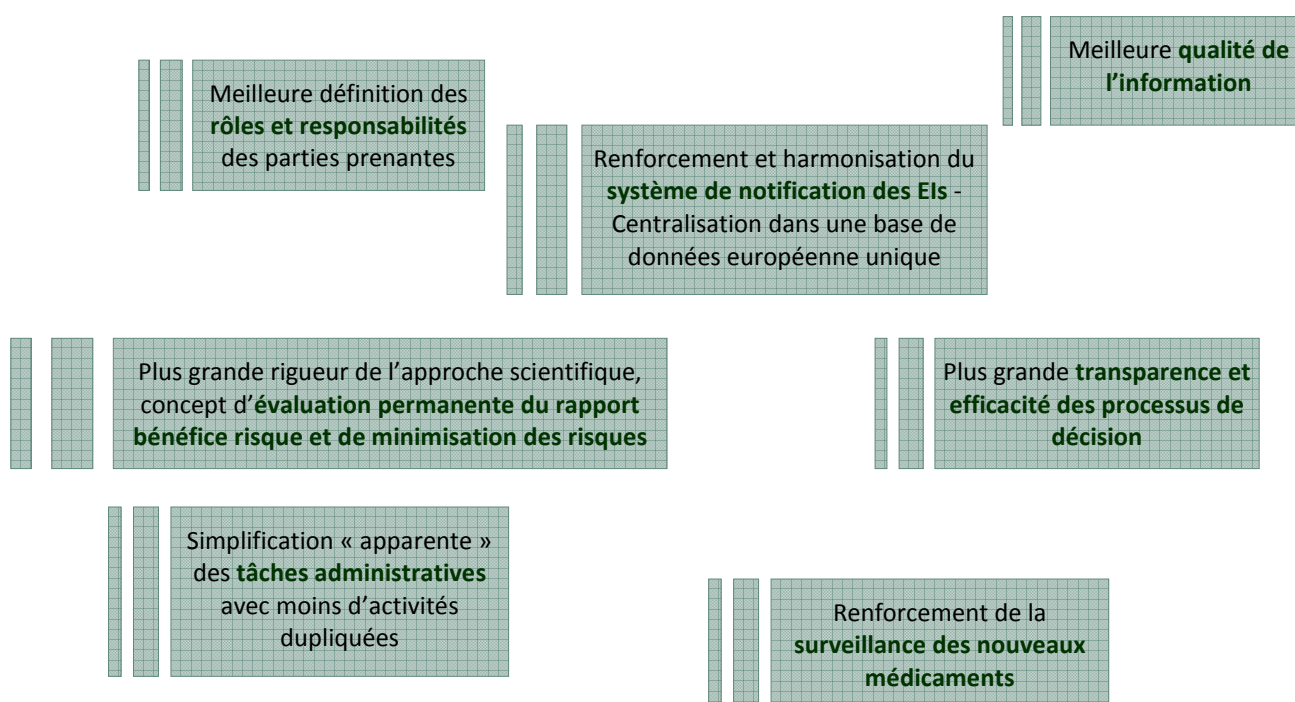 Meilleure qualité de
l’information
Meilleure définition des
rôles et responsabilités
des parties prenantes
Renforcement et harmonisation du
système de notification des EIs -
Centralisation dans une base de
données européenne unique
Plus grande rigueur de l’approche scientifique,
concept d’évaluation permanente du rapport
bénéfice risque et de minimisation des risques
Plus grande transparence et
efficacité des processus de
décision
Simplification « apparente »
des tâches administratives
avec moins d’activités
dupliquées
Renforcement de la
surveillance des nouveaux
médicaments